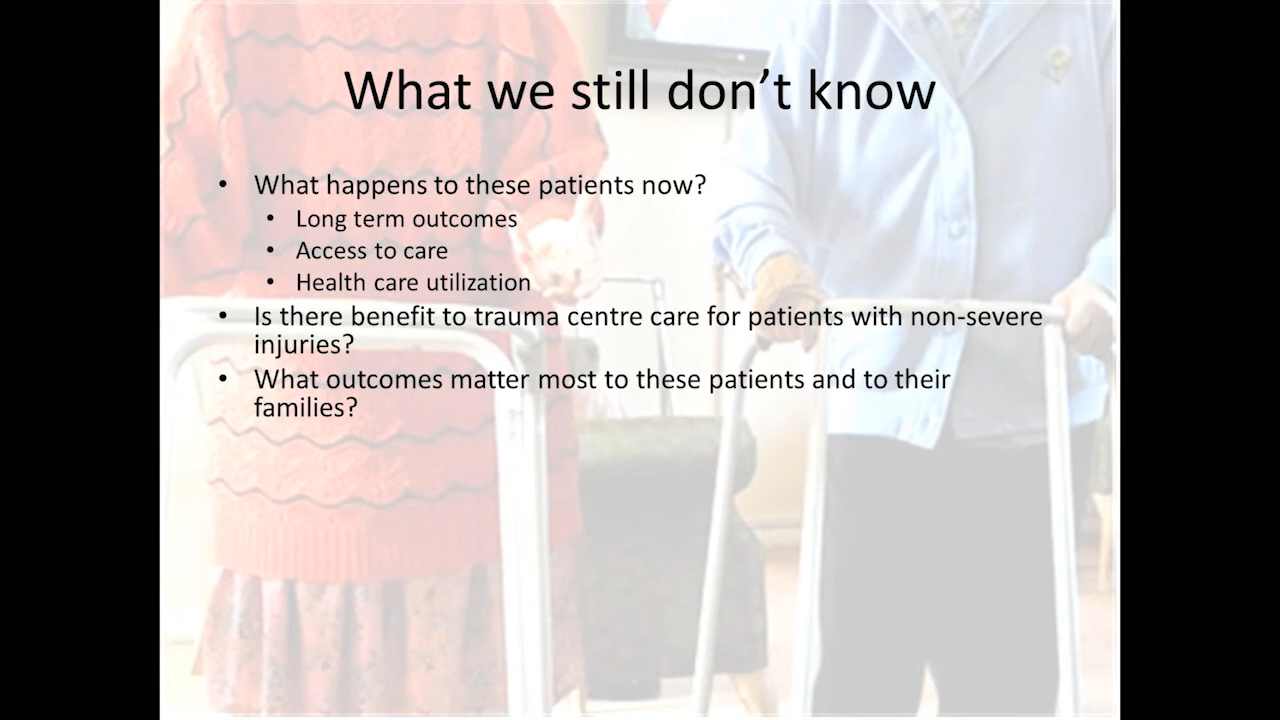 What we still don’t know
• What happens to these patients now?
• Long term outcomes
• Access to care
• Health care utilization
• Is there benefit to trauma centre care for patients with non-severe
injuries?
• What outcomes matter most to these patients and to their
families?